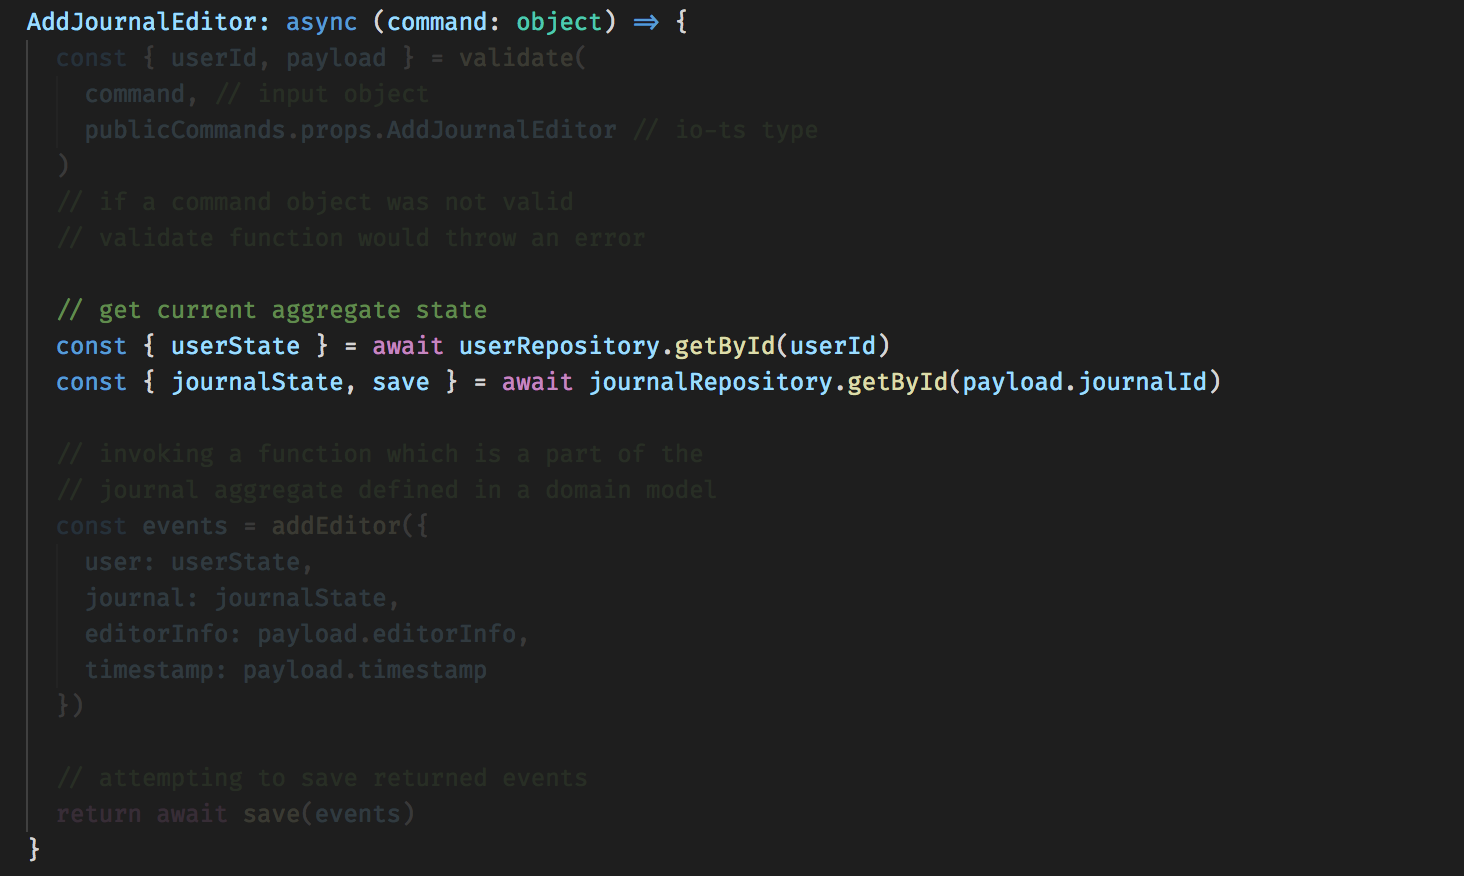 AddJournalEditor: async (command: object) => {
  const { userId, payload } = validate(
    command, // input object
    publicCommands.props.AddJournalEditor // io-ts type
  )
  // if a command object was not valid
  // validate function would throw an error

  // get current aggregate state
  const { userState } = await userRepository.getById(userId)
  const { journalState, save } = await journalRepository.getById(payload.journalId)

  // invoking a function which is a part of the
  // journal aggregate defined in a domain model
  const events = addEditor({
    user: userState,
    journal: journalState,
    editorInfo: payload.editorInfo,
    timestamp: payload.timestamp
  })

  // attempting to save returned events
  return await save(events)
}